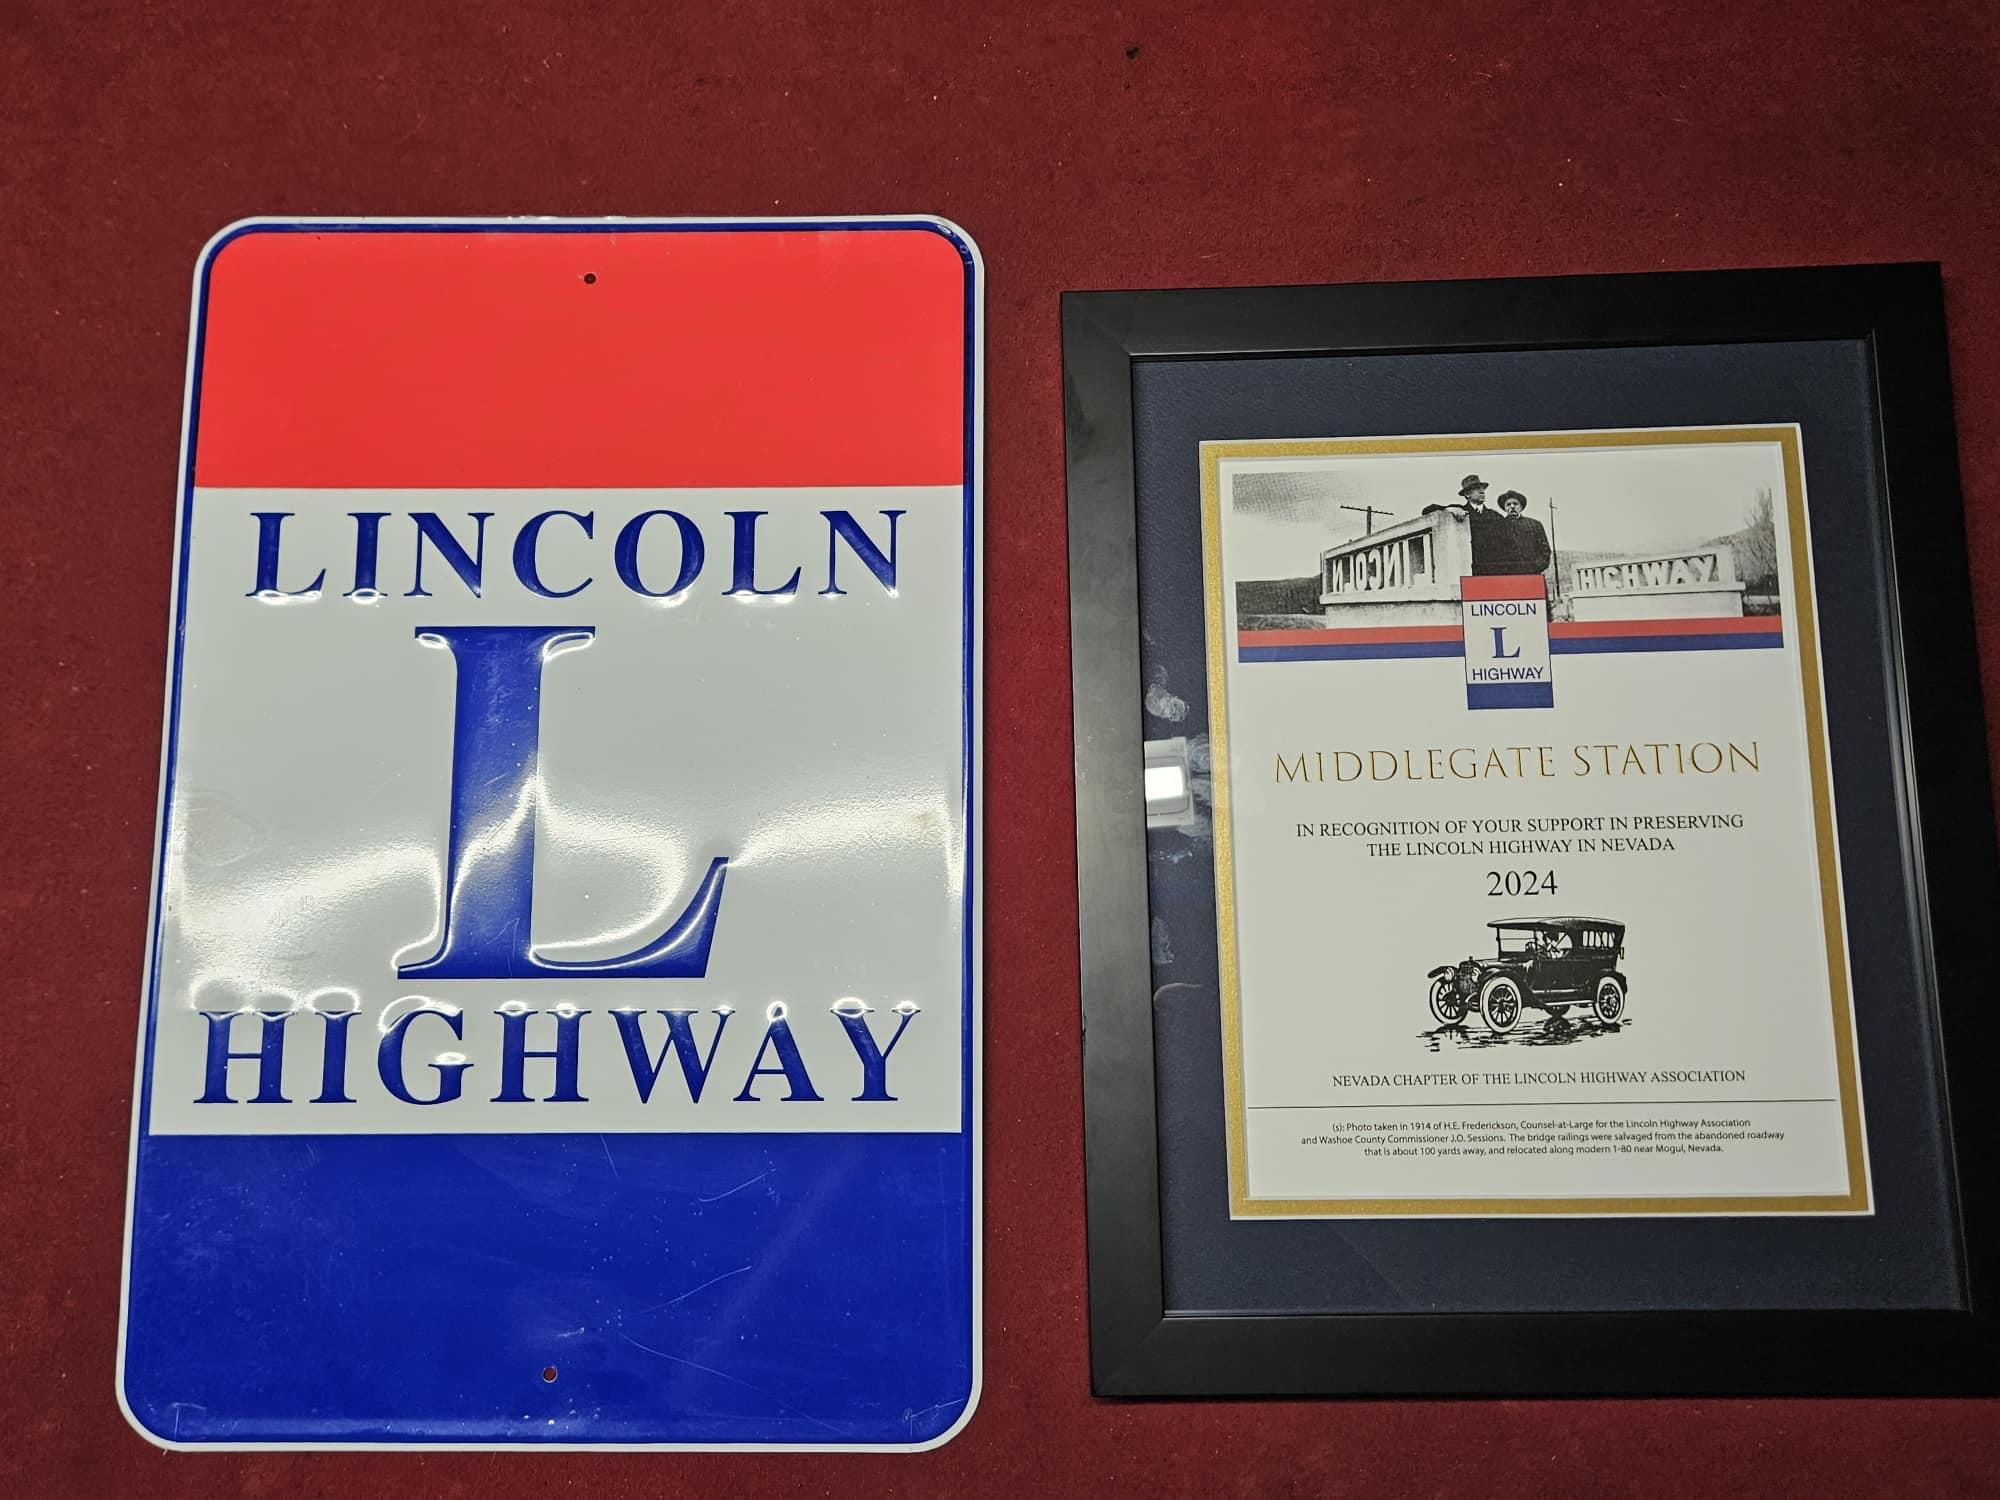 LINCOLN
L
HIGHWAY
LINCOLN
HIGHWAY
LINCOLN
L
HIGHWAY
MIDDLEGATE STATION
IN RECOGNITION OF YOUR SUPPORT IN PRESERVING
THE LINCOLN HIGHWAY IN NEVADA
2024
NEVADA CHAPTER OF THE LINCOLN HIGHWAY ASSOCIATION
(s): Photo taken in 1914 of H.E. Frederickson, Counsel-at-Large for the Lincoln Highway Association
and Washoe County Commissioner J.O. Sessions. The bridge railings were salvaged from the abandoned roadway
that is about 100 yards away, and relocated along modern 1-80 near Mogul, Nevada.